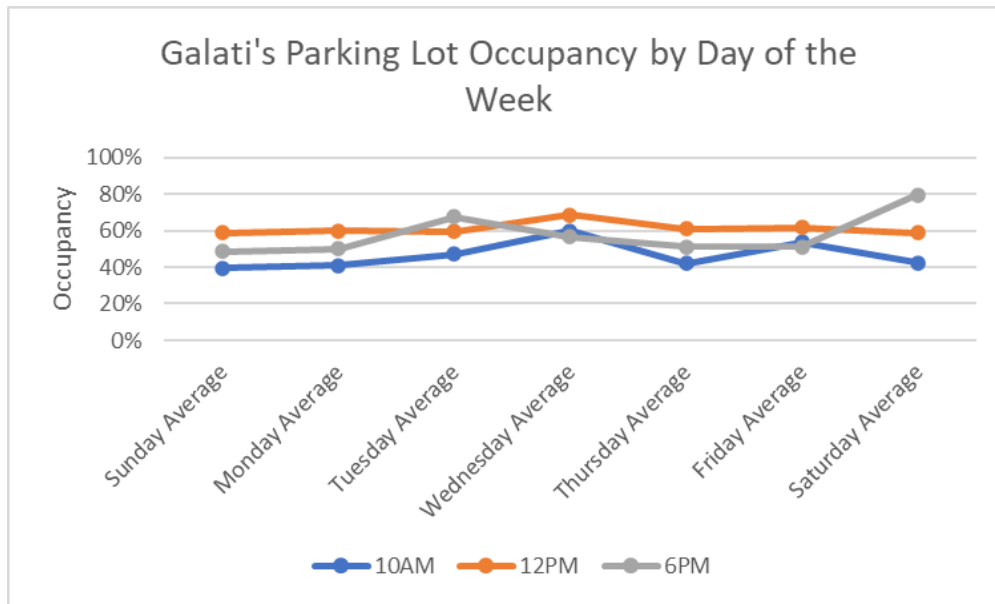 Galati's Parking Lot Occupancy by Day of the
Week
100%
80%
60%
40%
20%
0%
Occupancy
Sunday Average
Monday Average
Tuesday Average
Wednesday Average
Thursday Average
Friday Average
Saturday Average
10AM
12PM
6PM